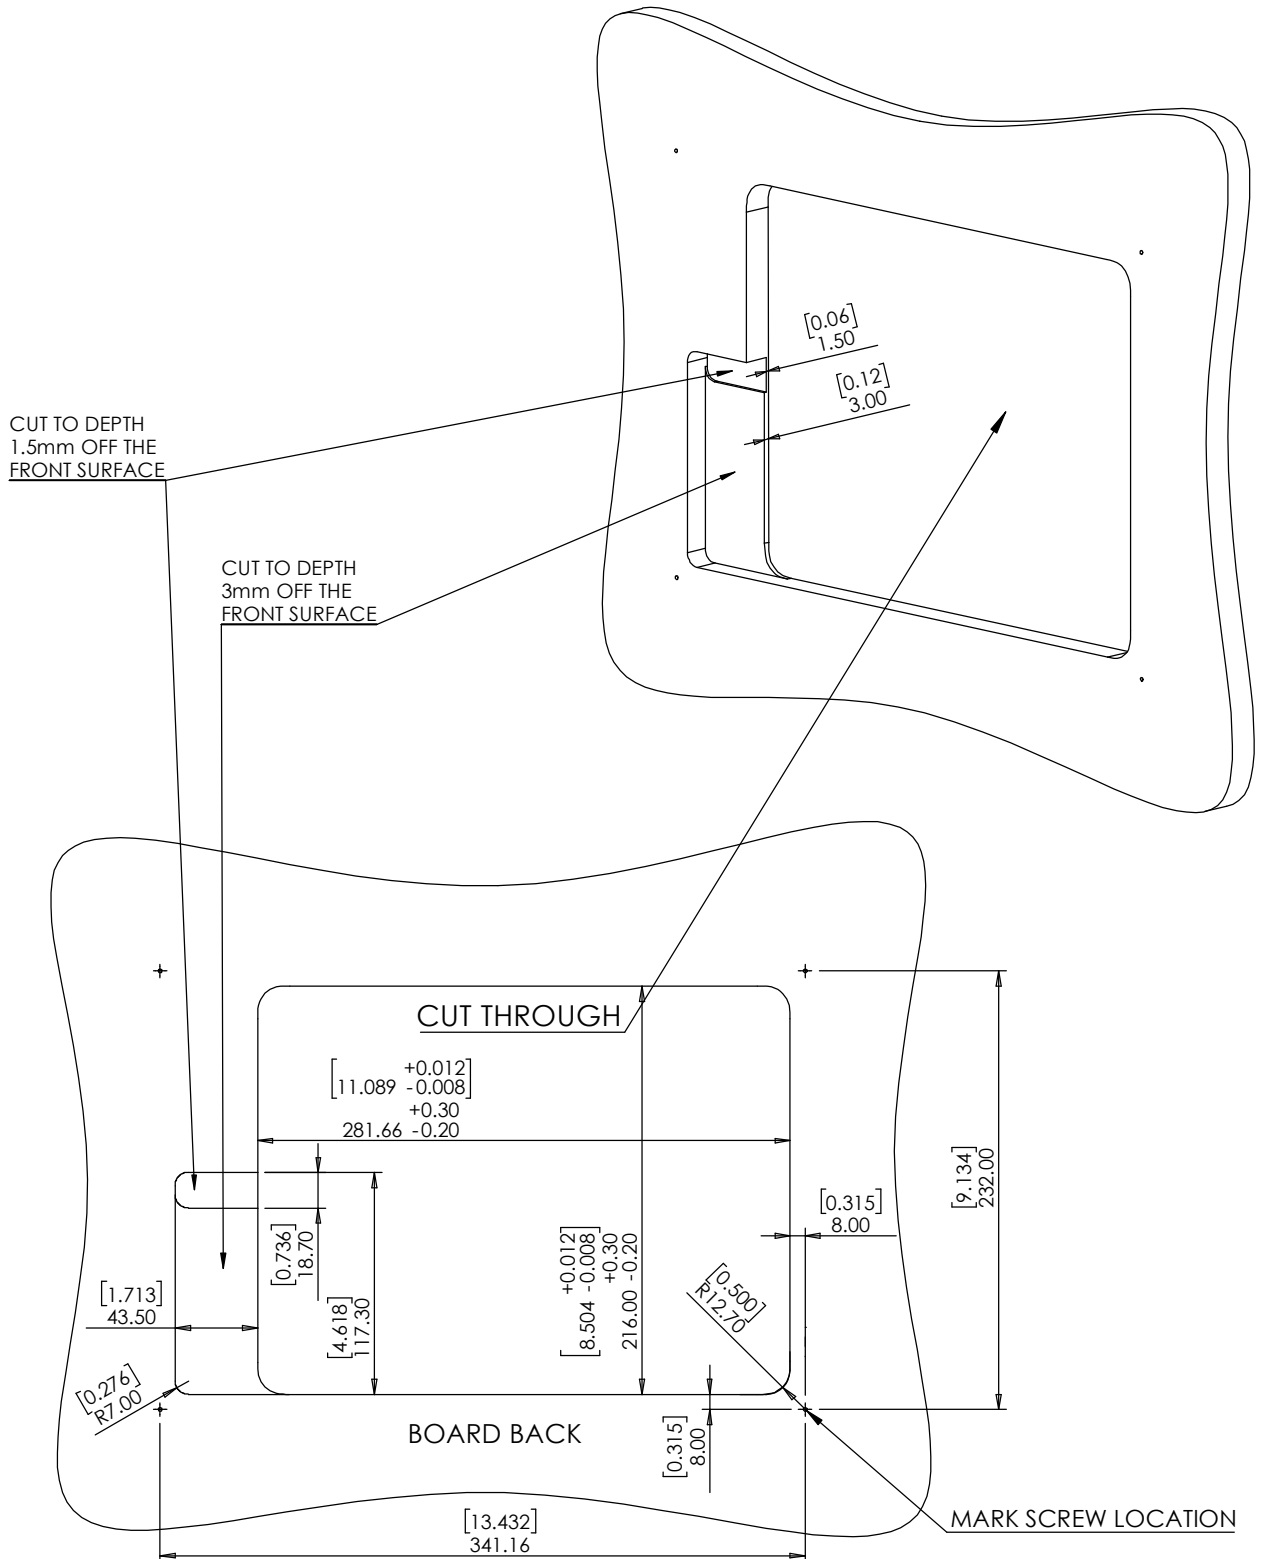 [0.06]
1.50
[0.12]
3.00
CUT TO DEPTH
1.5mm OFF THE
FRONT SURFACE
CUT TO DEPTH
3mm OFF THE
FRONT SURFACE
CUT THROUGH
[11.089 +0.012 -0.008]
281.66 +0.30 -0.20
[9.134]
232.00
[0.315]
8.00
[0.736]
18.70
[8.504 +0.012 -0.008]
216.00 +0.30 -0.20
[0.500]
R12.70
[1.713]
43.50
[4.618]
117.30
[0.276]
R7.00
BOARD BACK
[0.315]
8.00
[13.432]
341.16
MARK SCREW LOCATION